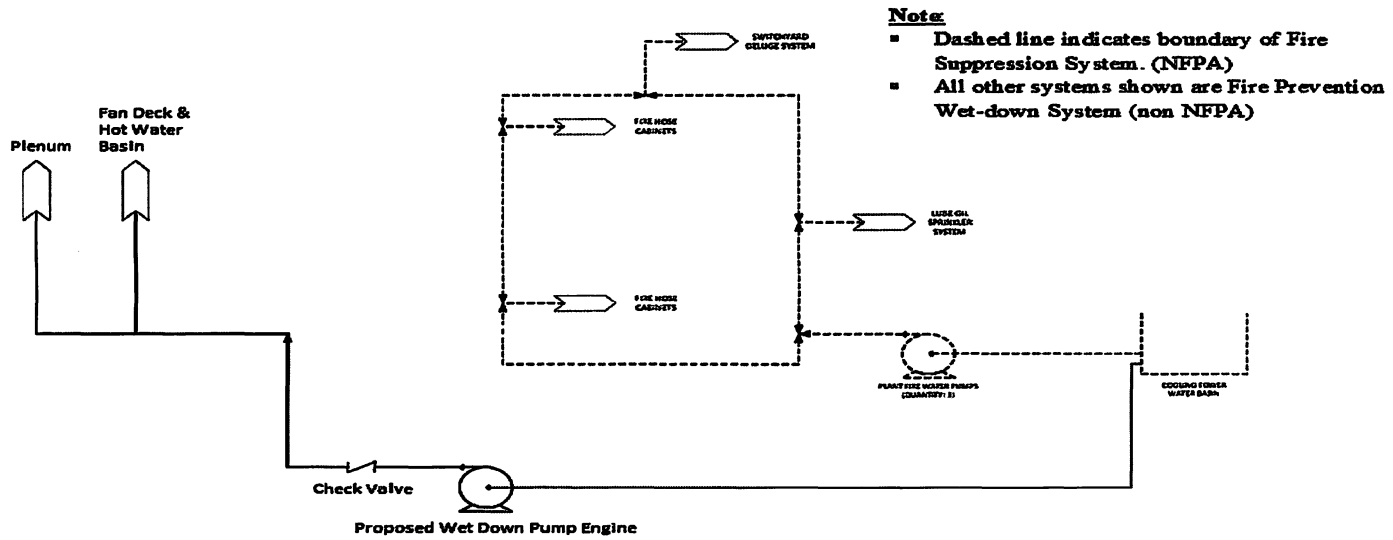 Note:
▪ Dashed line indicates boundary of Fire
Suppression System. (NFPA)
▪ All other systems shown are Fire Prevention
Wet-down System (non NFPA)
SWITCHYARD
DELUGE SYSTEM
Fan Deck &
Hot Water
Basin
Plenum
FIRE HOSE
CABINETS
LUBE OIL
SPRINKLER
SYSTEM
FIRE HOSE
CABINETS
PLANT FIRE WATER PUMPS
(QUANTITY:
COOLING TOWER
WATER BASIN
Check Valve
Proposed Wet Down Pump Engine